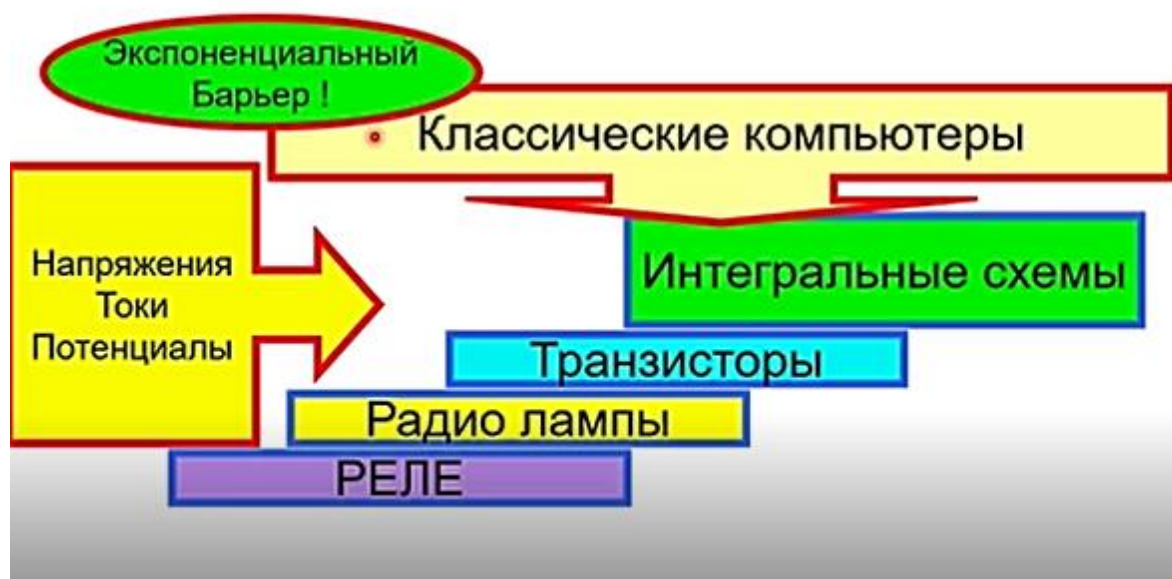 Экспоненциальный
Барьер !
• Классические компьютеры
Напряжения
Токи
Потенциалы
Интегральные схемы
Транзисторы
Радио лампы
РЕЛЕ